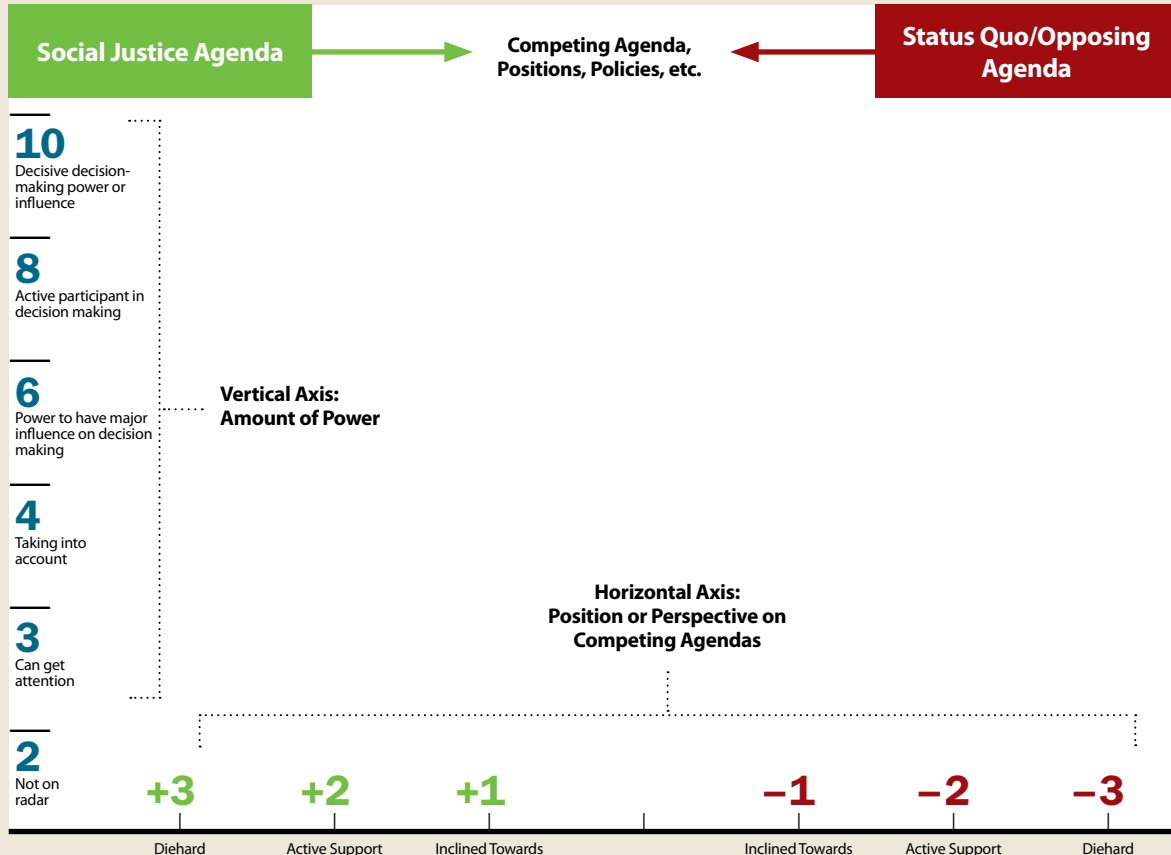 Social Justice Agenda
Competing Agenda,
Positions, Policies, etc.
Status Quo/Opposing
Agenda
10
Decisive decision-
making power or
influence
8
Active participant in
decision making
6
Power to have major
influence on decision
making
4
Taking into
account
3
Can get
attention
2
Not on
radar
Vertical Axis:
Amount of Power
Horizontal Axis:
Position or Perspective on
Competing Agendas
+3
+2
+1
–1
–2
–3
Diehard
Active Support
Inclined Towards
Inclined Towards
Active Support
Diehard